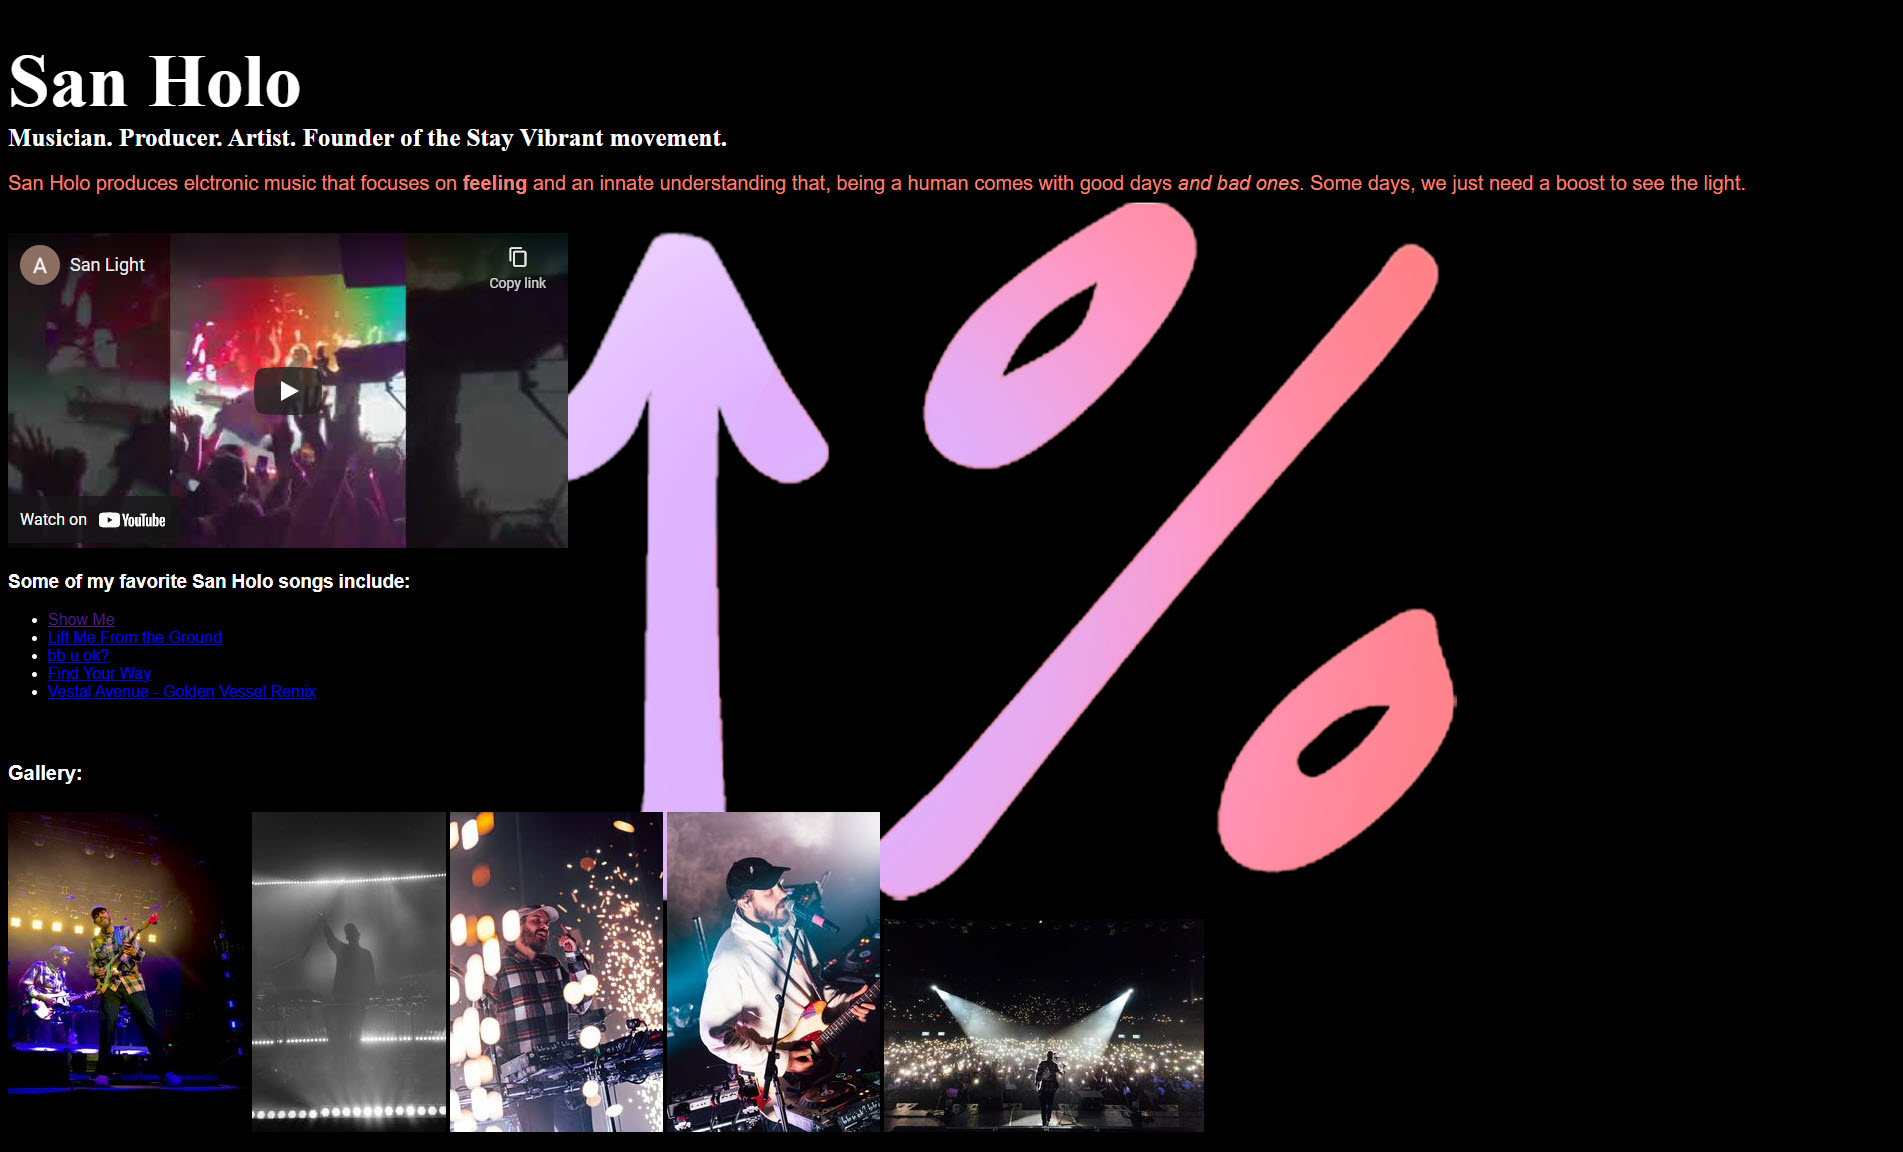 San Holo
Musician. Producer. Artist. Founder of the Stay Vibrant movement.
San Holo produces elctronic music that focuses on feeling and an innate understanding that, being a human comes with good days and bad ones. Some days, we just need a boost to see the light.
A San Light
Copy link
Watch on YouTube
Some of my favorite San Holo songs include:
• Show Me
• Lift Me From the Ground
• bb u ok?
• Find Your Way
• Vestal Avenue - Golden Vessel Remix
Gallery: